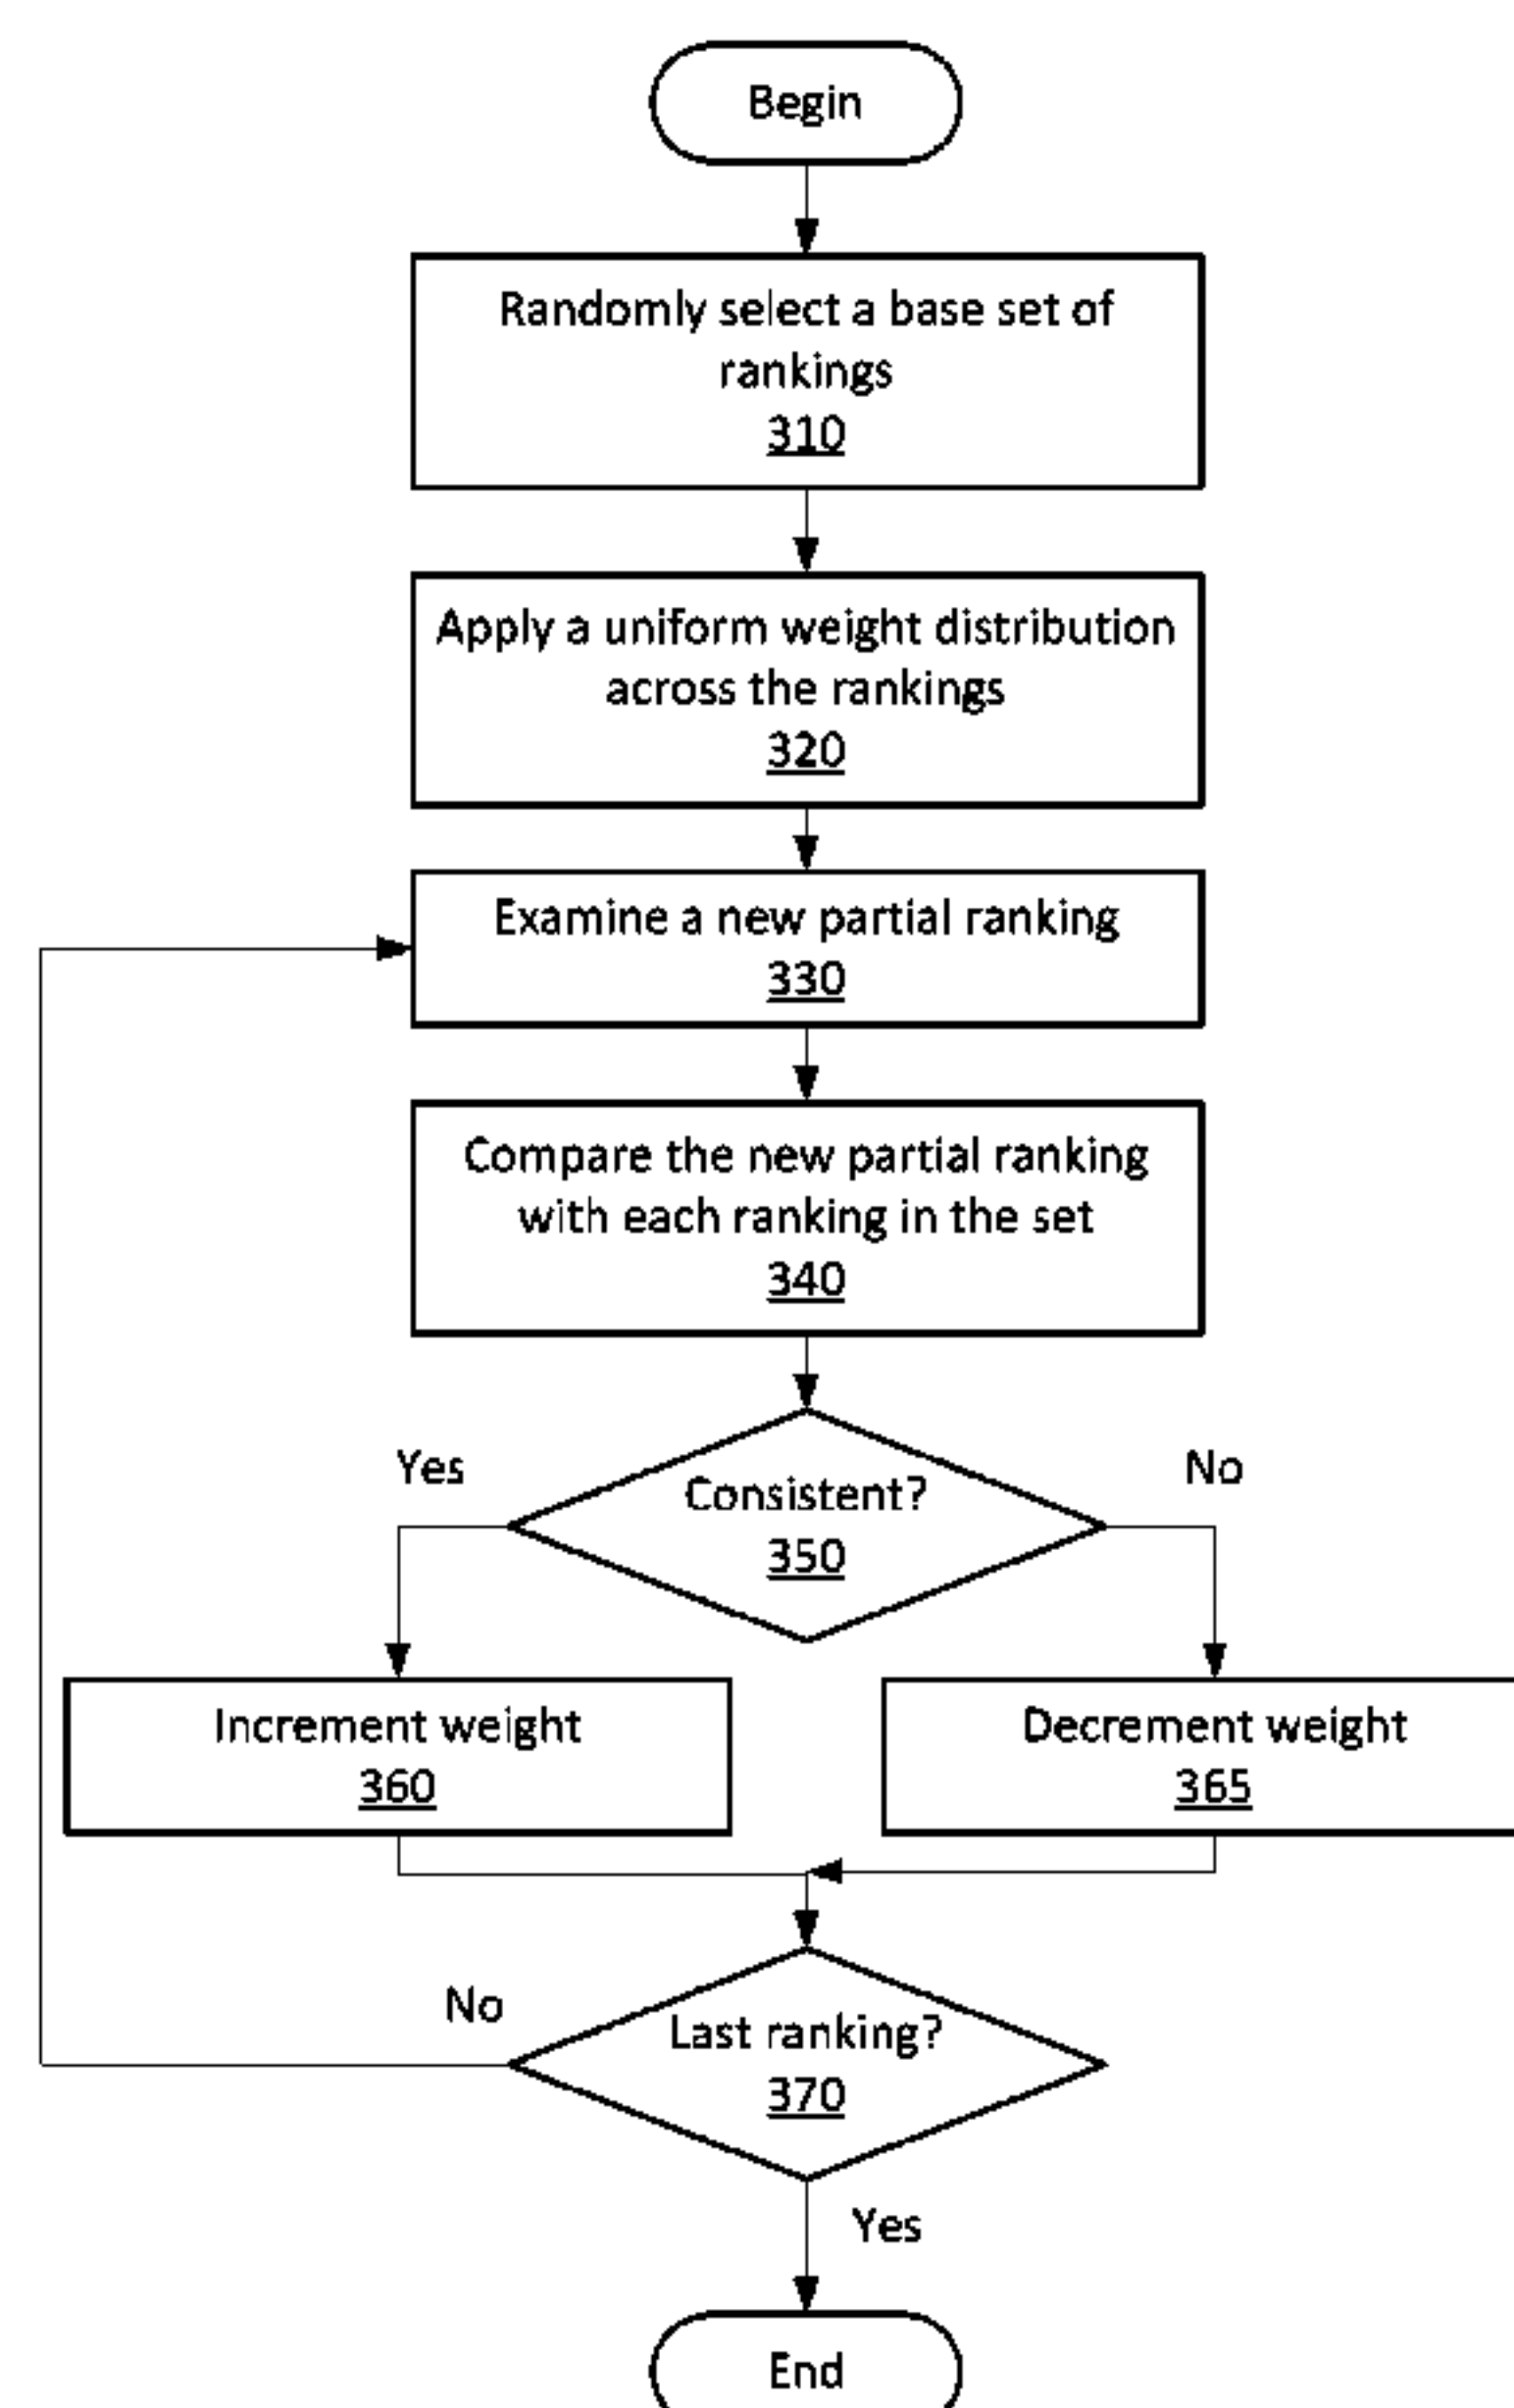 Begin
Randomly select a base set of
rankings
310
Apply a uniform weight distribution
across the rankings
320
Examine a new partial ranking
330
Compare the new partial ranking
with each ranking in the set
340
Yes
No
Consistent?
350
Increment weight
360
Decrement weight
365
No
Last ranking?
370
Yes
End